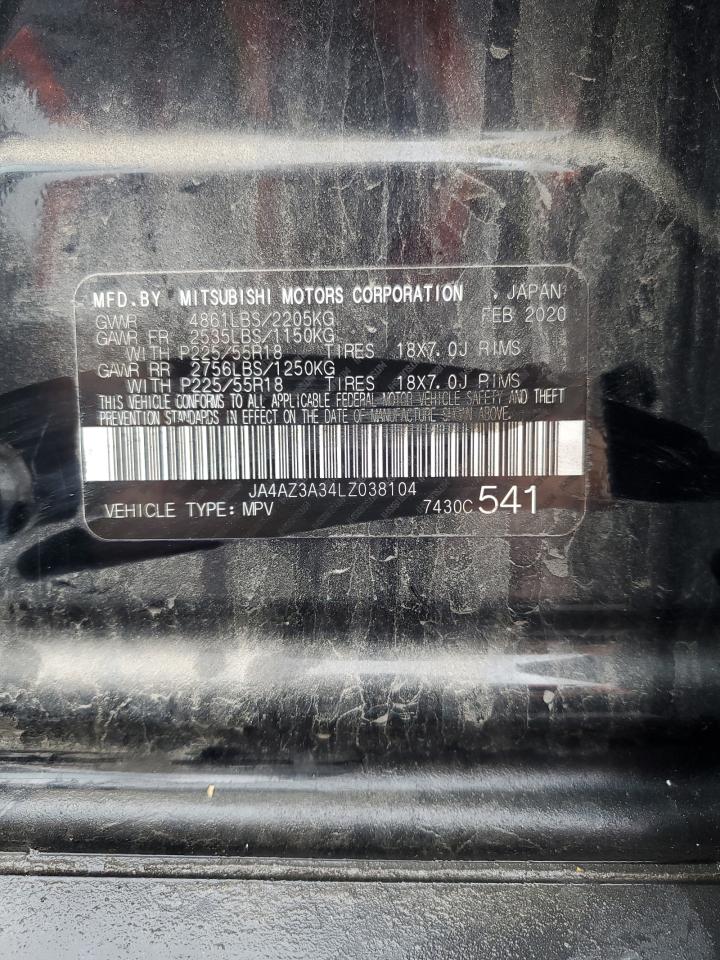 MFD.BY MITSUBISHI MOTORS CORPORATION , JAPAN
GVWR 4861LBS/2205KG FEB 2020
GAWR FR 2535LBS/1150KG
WITH P225/55R18 TIRES 18X7.0J RIMS
GAWR RR 2756LBS/1250KG
WITH P225/55R18 TIRES 18X7.0J RIMS
THIS VEHICLE CONFORMS TO ALL APPLICABLE FEDERAL MOTOR VEHICLE SAFETY AND THEFT
PREVENTION STANDARDS IN EFFECT ON THE DATE OF MANUFACTURE SHOWN ABOVE.
JA4AZ3A34LZ038104
VEHICLE TYPE: MPV 7430C 541